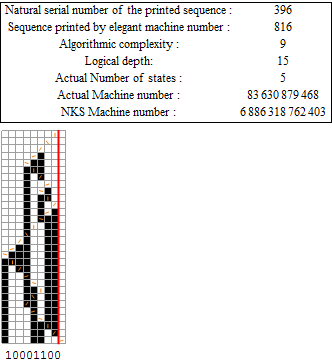 Natural serial number of the printed sequence : 396
Sequence printed by elegant machine number : 816
Algorithmic complexity : 9
Logical depth: 15
Actual Number of states : 5
Actual Machine number : 83 630 879 468
NKS Machine number : 6 886 318 762 403
10001100